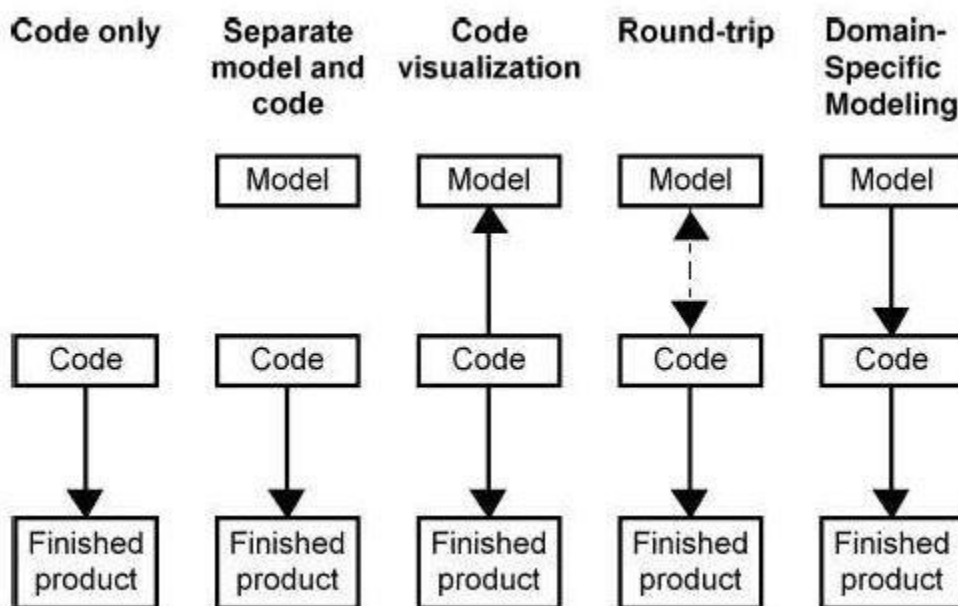 Code only
Separate
model and
code
Code
visualization
Round-trip
Domain-
Specific
Modeling
Model
Model
Model
Model
Code
Code
Code
Code
Code
Finished
product
Finished
product
Finished
product
Finished
product
Finished
product